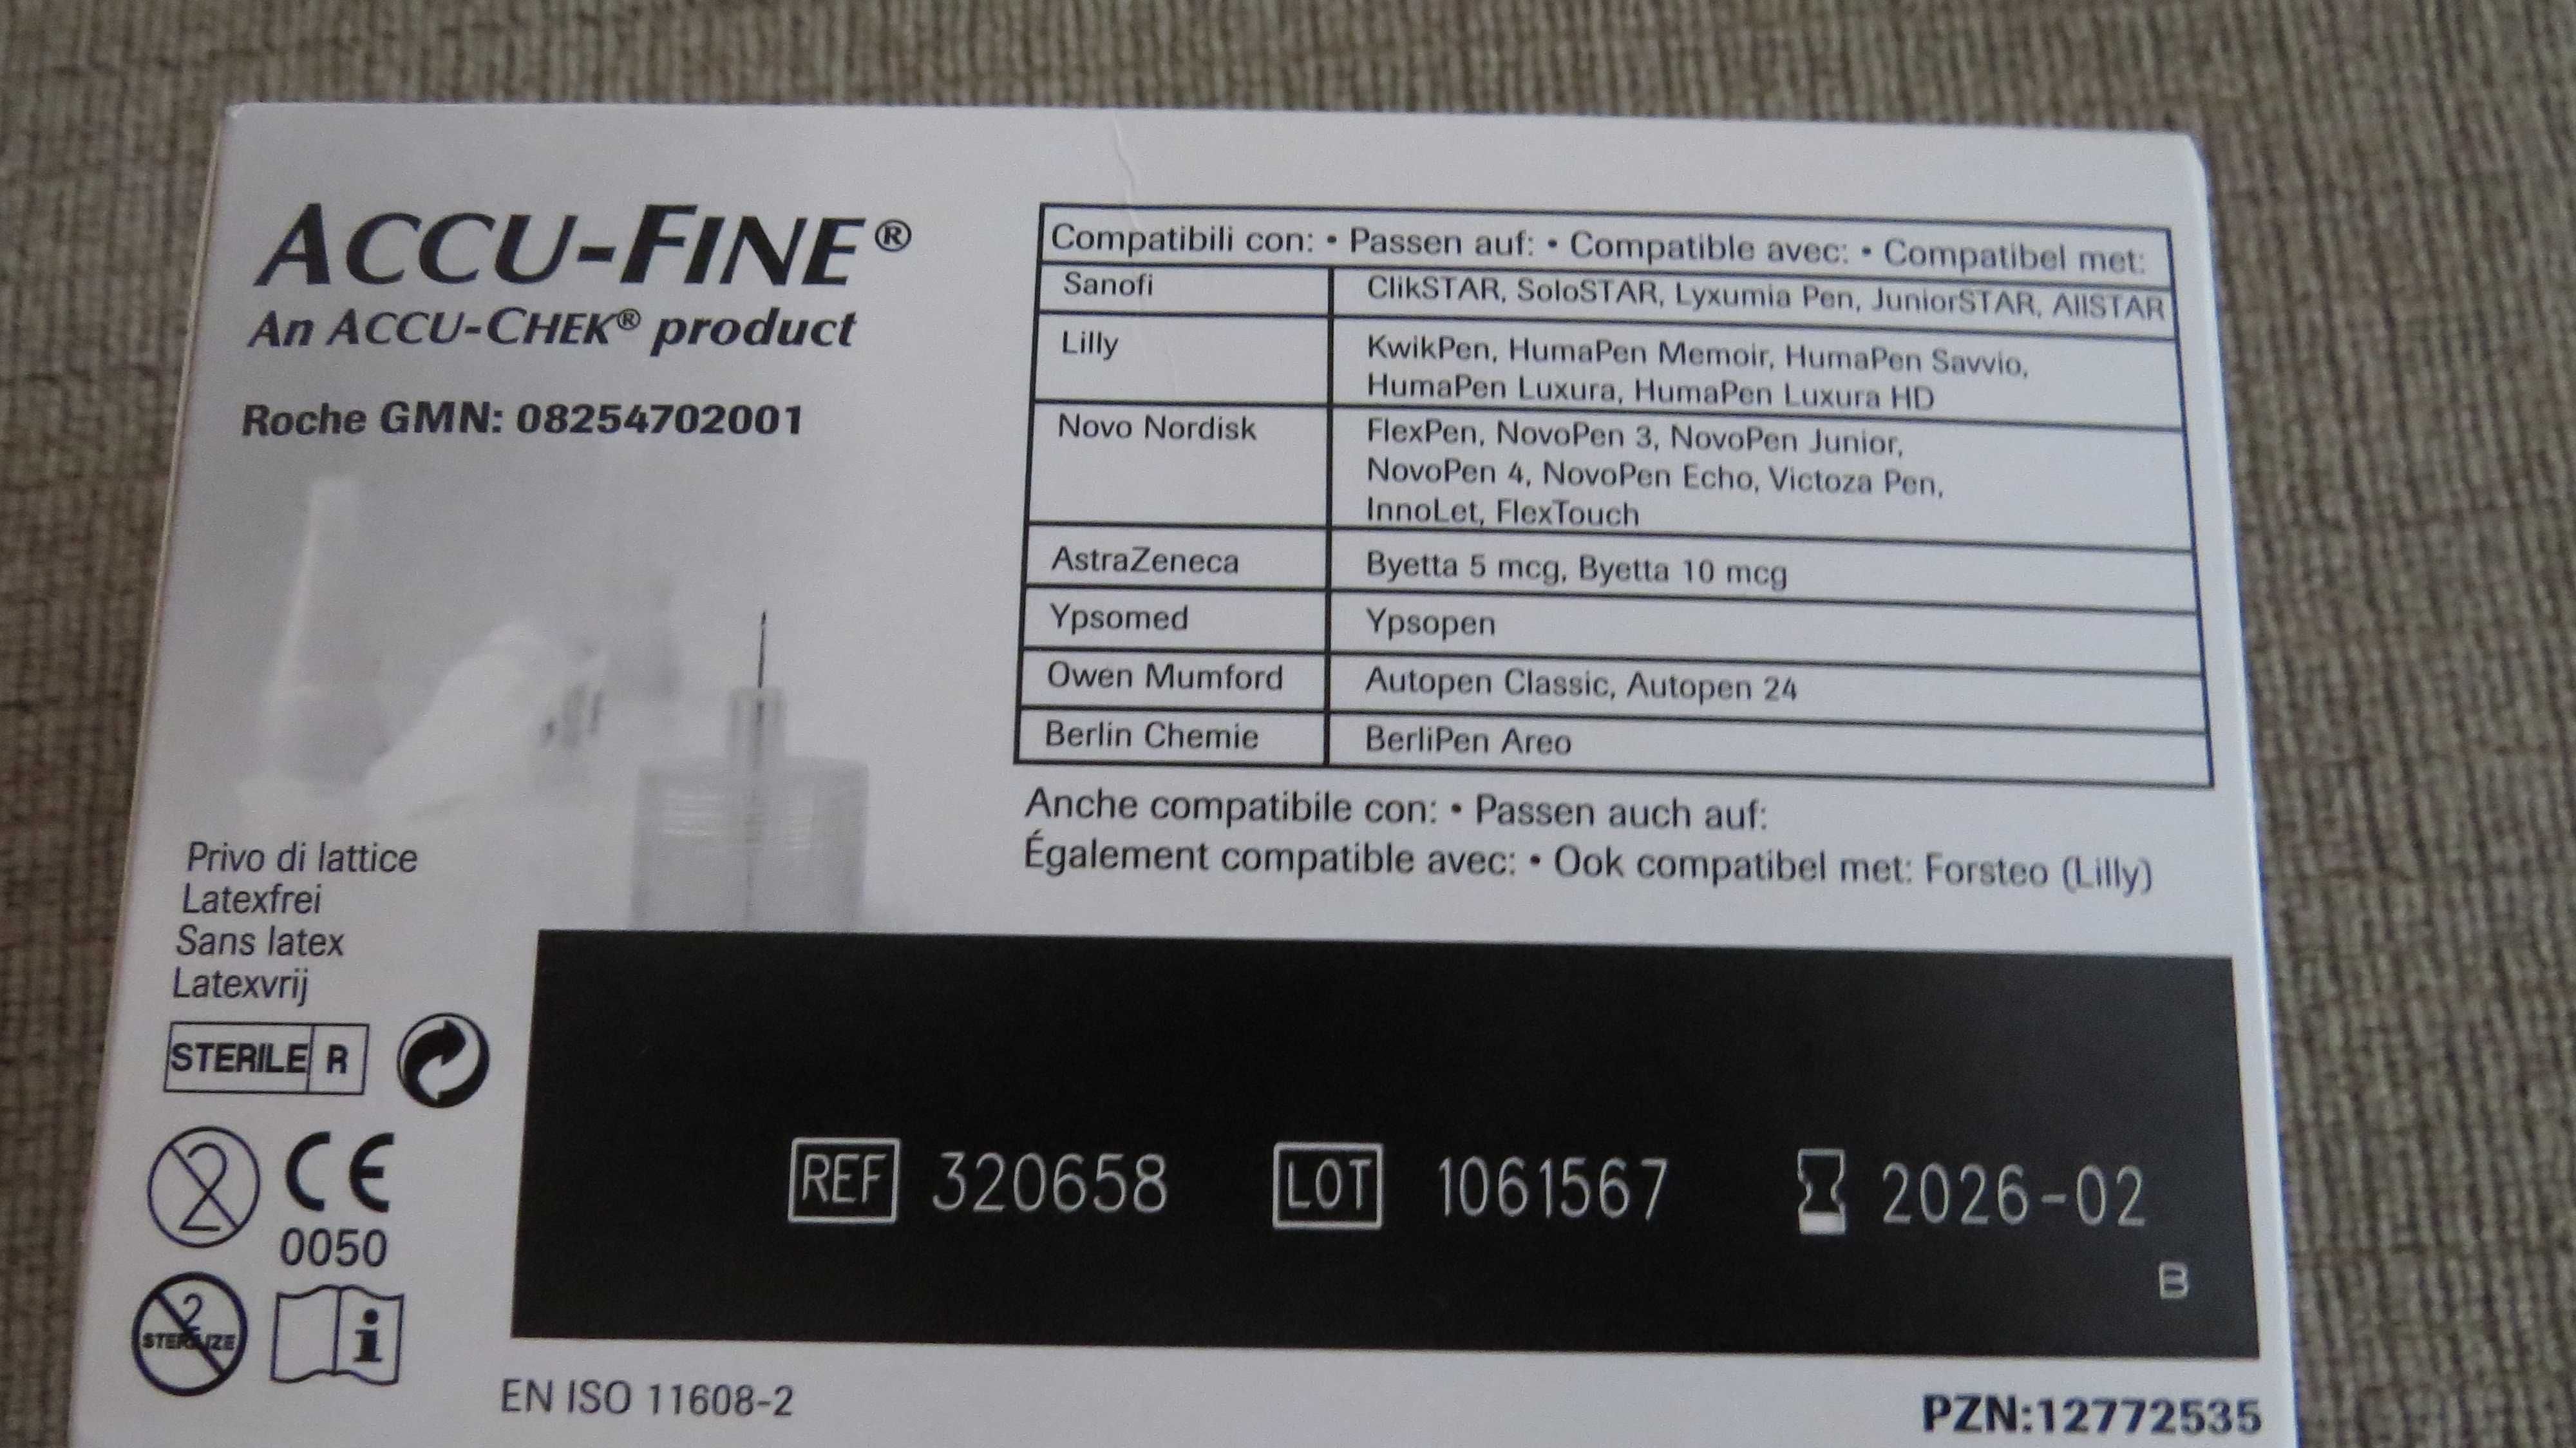 ACCU-FINE®
An ACCU-CHEK® product
Roche GMN: 08254702001
Compatibili con: • Passen auf: • Compatible avec: • Compatibel met:
Sanofi ClikSTAR, SoloSTAR, Lyxumia Pen, JuniorSTAR, AllSTAR
Lilly KwikPen, HumaPen Memoir, HumaPen Savvio,
HumaPen Luxura, HumaPen Luxura HD
Novo Nordisk FlexPen, NovoPen 3, NovoPen Junior,
NovoPen 4, NovoPen Echo, Victoza Pen,
InnoLet, FlexTouch
AstraZeneca Byetta 5 mcg, Byetta 10 mcg
Ypsomed Ypsopen
Owen Mumford Autopen Classic, Autopen 24
Berlin Chemie BerliPen Areo
Anche compatibile con: • Passen auch auf:
Également compatible avec: • Ook compatibel met: Forsteo (Lilly)
Privo di lattice
Latexfrei
Sans latex
Latexvrij
STERILE R
2
CE
0050
2
STERILIZE
i
REF 320658 LOT 1061567 2026-02
B
EN ISO 11608-2
PZN:12772535